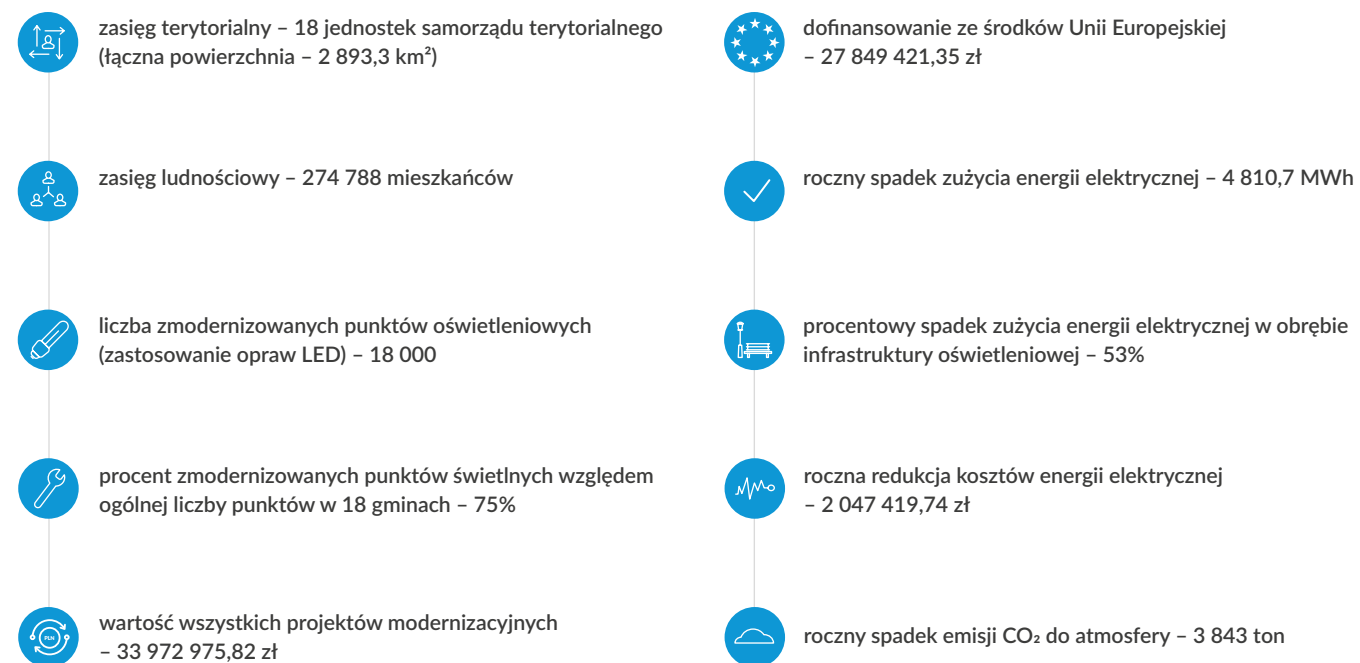 zasięg terytorialny – 18 jednostek samorządu terytorialnego
(łączna powierzchnia – 2 893,3 km²)
zasięg ludnościowy – 274 788 mieszkańców
liczba zmodernizowanych punktów oświetleniowych
(zastosowanie opraw LED) – 18 000
procent zmodernizowanych punktów świetlnych względem
ogólnej liczby punktów w 18 gminach – 75%
PLN
wartość wszystkich projektów modernizacyjnych
– 33 972 975,82 zł
dofinansowanie ze środków Unii Europejskiej
– 27 849 421,35 zł
roczny spadek zużycia energii elektrycznej – 4 810,7 MWh
procentowy spadek zużycia energii elektrycznej w obrębie
infrastruktury oświetleniowej – 53%
roczna redukcja kosztów energii elektrycznej
– 2 047 419,74 zł
roczny spadek emisji CO₂ do atmosfery – 3 843 ton